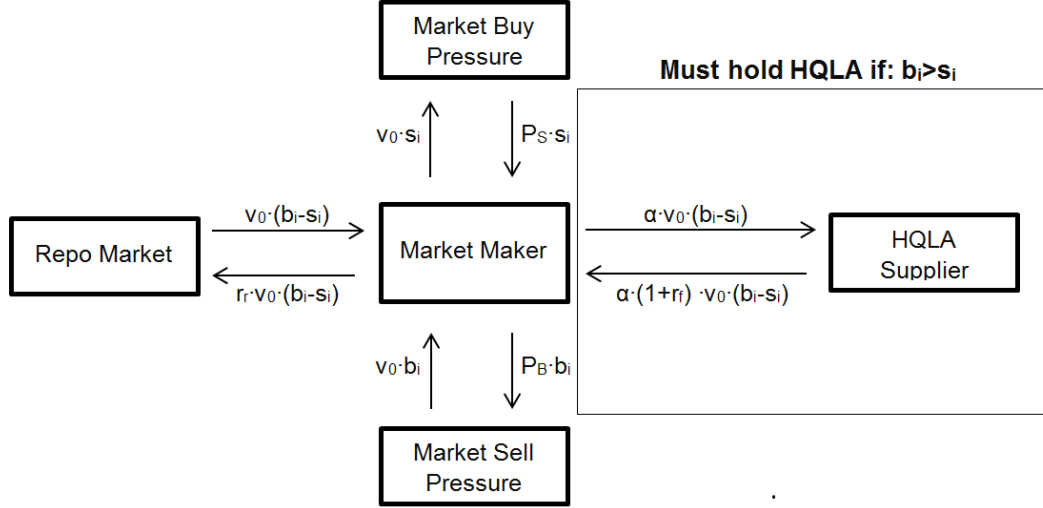 Market Buy
Pressure
Must hold HQLA if: bᵢ>sᵢ
v₀·sᵢ
P_S·sᵢ
v₀·(bᵢ-sᵢ)
α·v₀·(bᵢ-sᵢ)
Repo Market
Market Maker
HQLA
Supplier
rᵣ·v₀·(bᵢ-sᵢ)
α·(1+r_f) ·v₀·(bᵢ-sᵢ)
v₀·bᵢ
P_B·bᵢ
Market Sell
Pressure
.